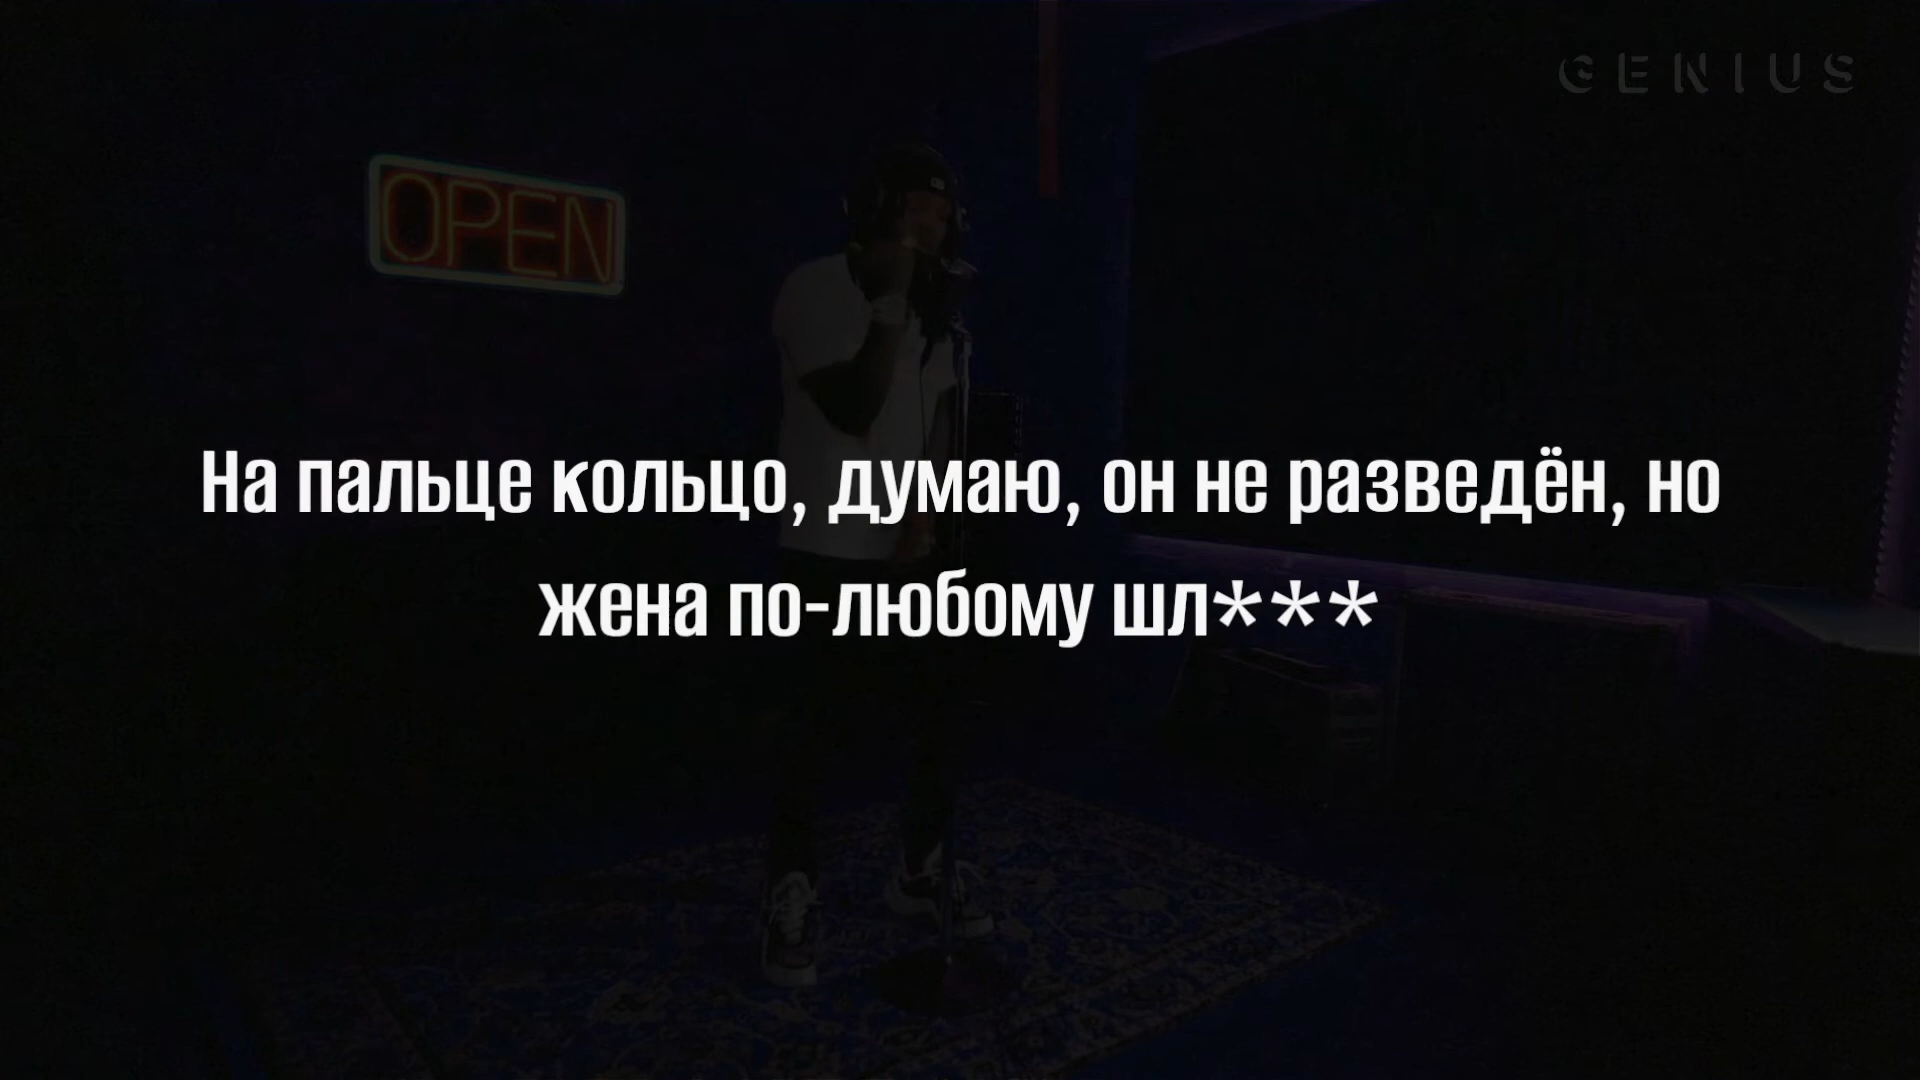 GENIUS
OPEN
На пальце кольцо, думаю, он не разведён, но
жена по-любому шл***